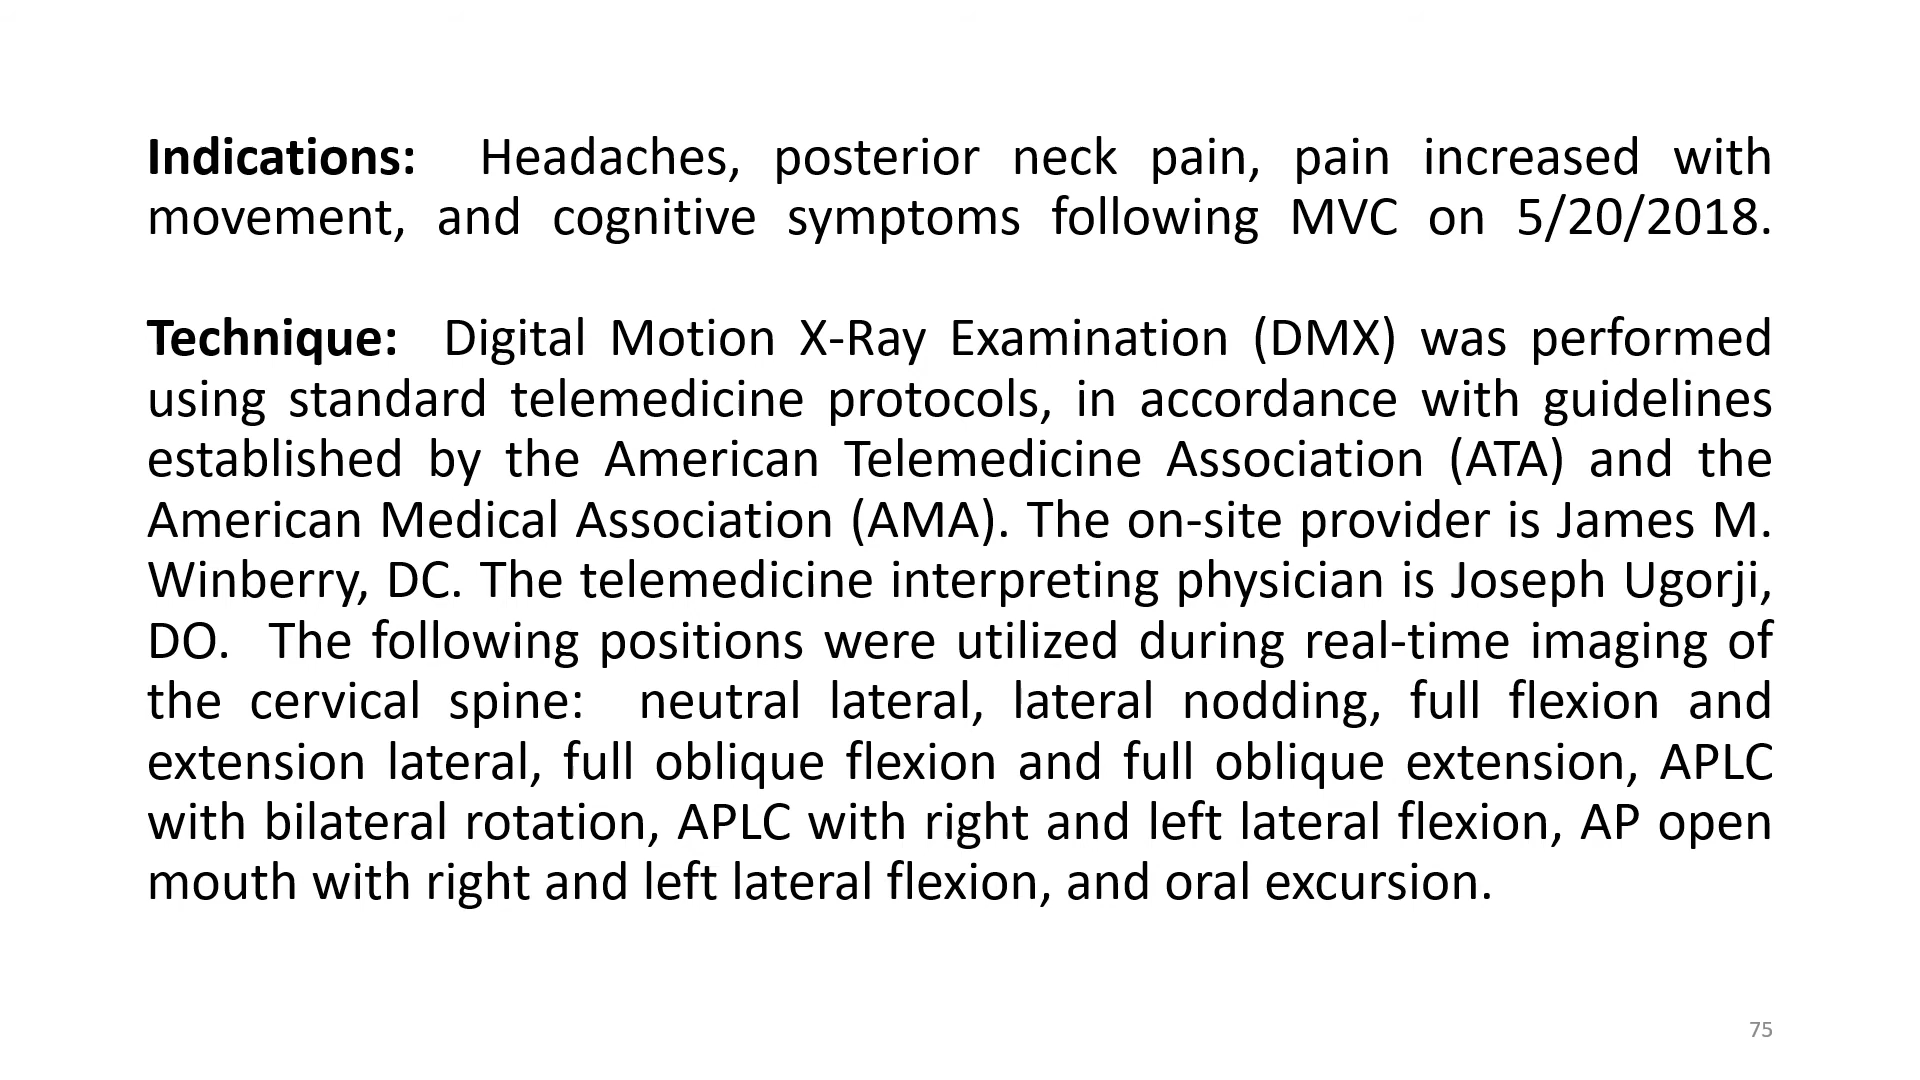 Indications: Headaches, posterior neck pain, pain increased with
movement, and cognitive symptoms following MVC on 5/20/2018.
Technique: Digital Motion X-Ray Examination (DMX) was performed
using standard telemedicine protocols, in accordance with guidelines
established by the American Telemedicine Association (ATA) and the
American Medical Association (AMA). The on-site provider is James M.
Winberry, DC. The telemedicine interpreting physician is Joseph Ugorji,
DO. The following positions were utilized during real-time imaging of
the cervical spine: neutral lateral, lateral nodding, full flexion and
extension lateral, full oblique flexion and full oblique extension, APLC
with bilateral rotation, APLC with right and left lateral flexion, AP open
mouth with right and left lateral flexion, and oral excursion.
75